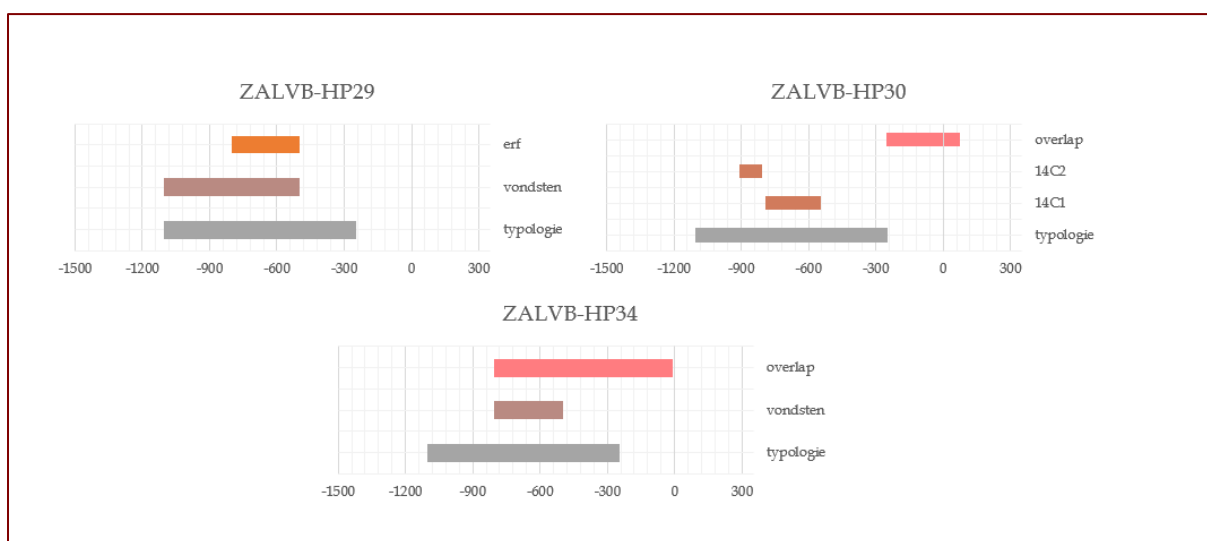 ZALVB-HP29
erf
vondsten
typologie
-1500 -1200 -900 -600 -300 0 300
ZALVB-HP30
overlap
14C2
14C1
typologie
-1500 -1200 -900 -600 -300 0 300
ZALVB-HP34
overlap
vondsten
typologie
-1500 -1200 -900 -600 -300 0 300